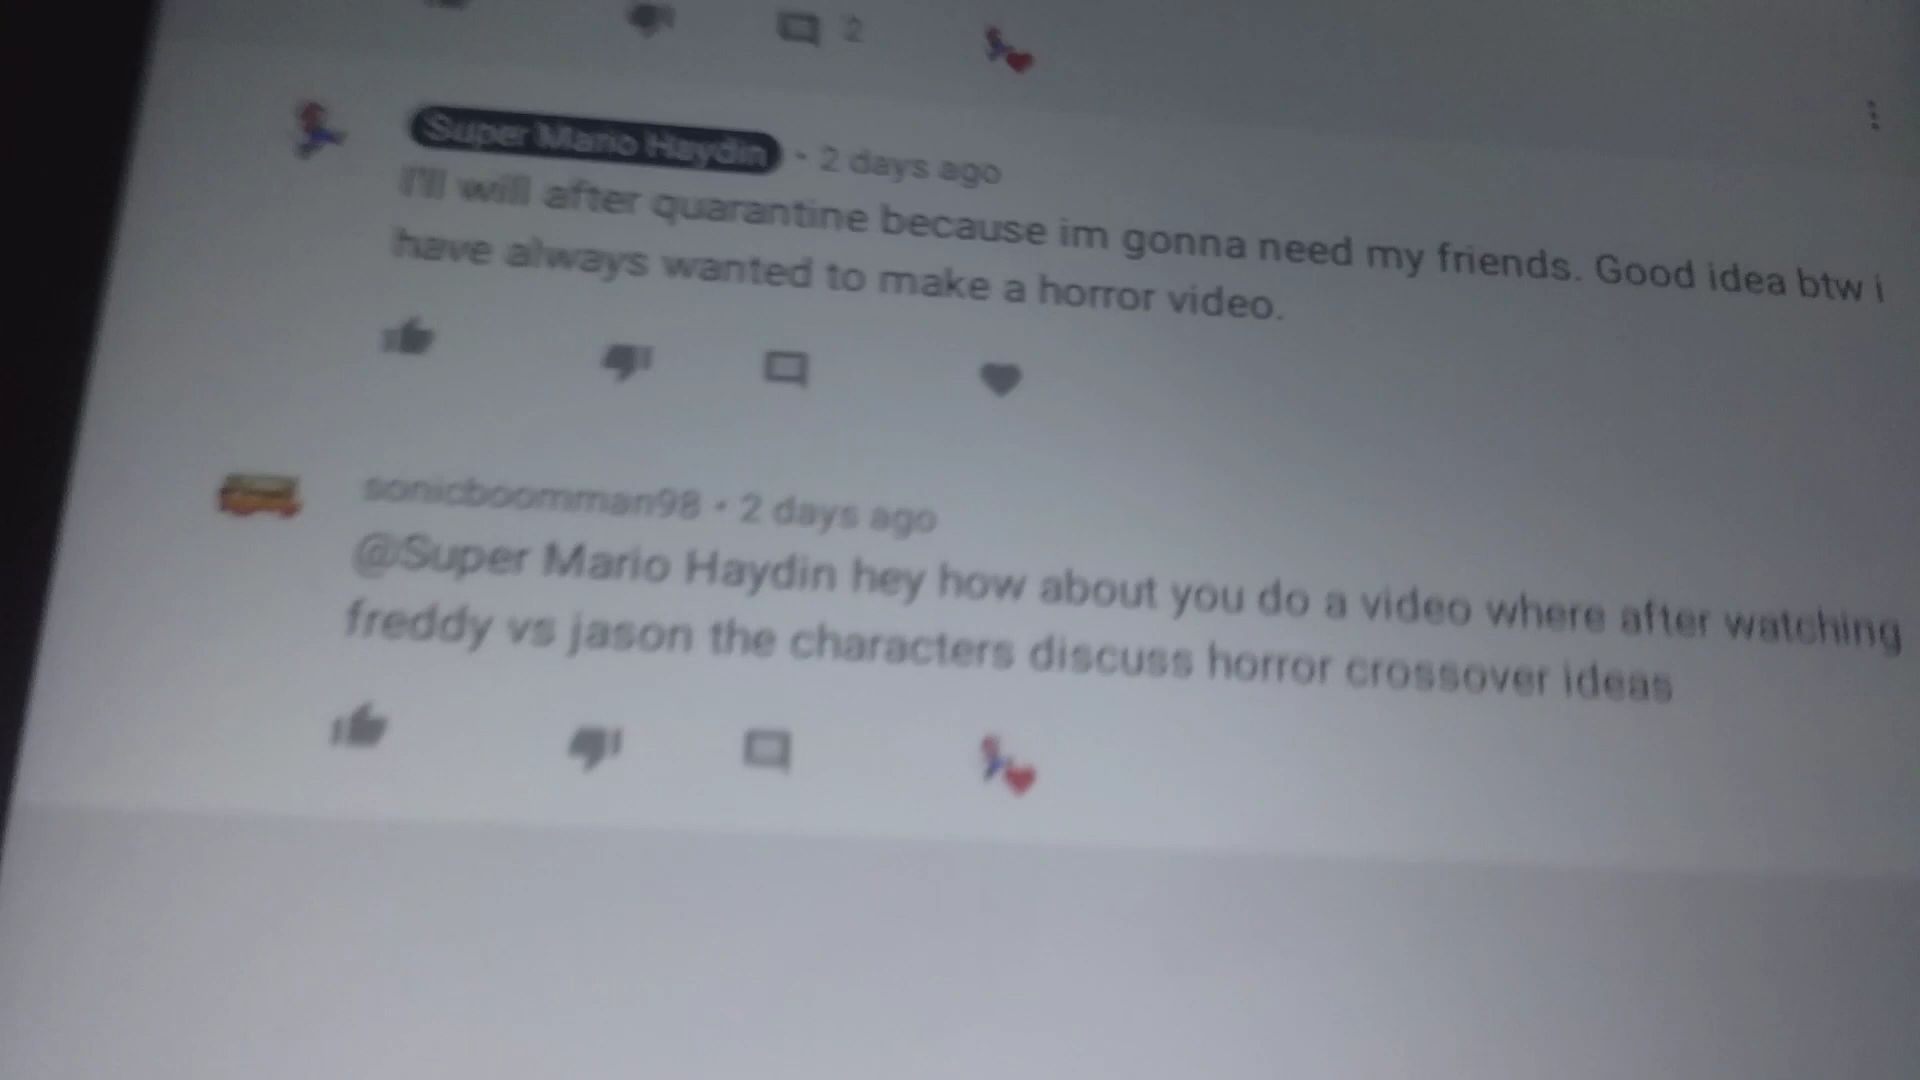 2
Super Mario Haydin • 2 days ago
I'll will after quarantine because im gonna need my friends. Good idea btw i
have always wanted to make a horror video.
sonicboomman98 • 2 days ago
@Super Mario Haydin hey how about you do a video where after watching
freddy vs jason the characters discuss horror crossover ideas